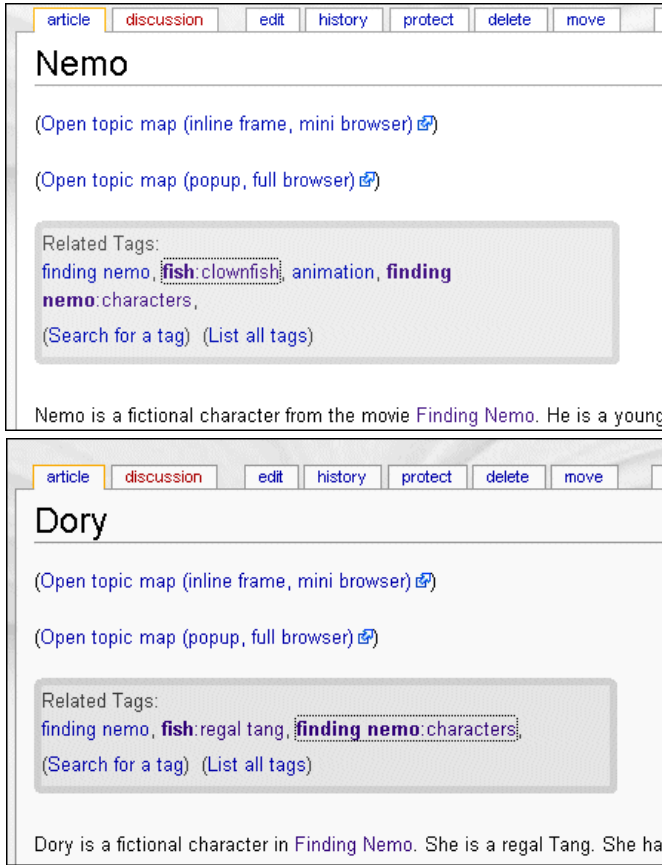 article discussion edit history protect delete move
Nemo
(Open topic map (inline frame, mini browser) )
(Open topic map (popup, full browser) )
Related Tags:
finding nemo, fish:clownfish, animation, finding
nemo:characters,
(Search for a tag) (List all tags)
Nemo is a fictional character from the movie Finding Nemo. He is a young
article discussion edit history protect delete move
Dory
(Open topic map (inline frame, mini browser) )
(Open topic map (popup, full browser) )
Related Tags:
finding nemo, fish:regal tang, finding nemo:characters,
(Search for a tag) (List all tags)
Dory is a fictional character in Finding Nemo. She is a regal Tang. She ha